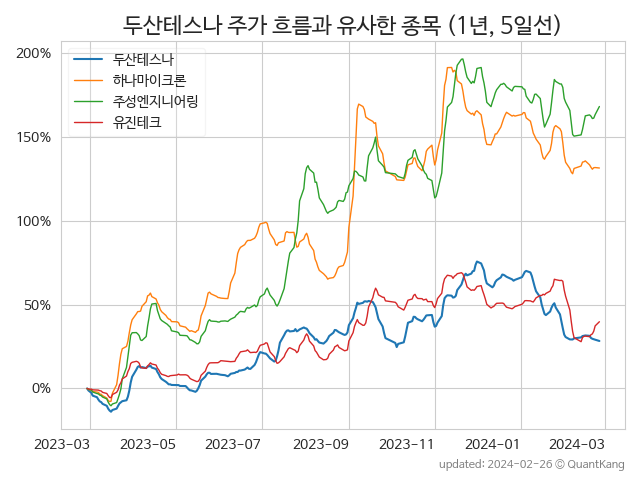 두산테스나 주가 흐름과 유사한 종목 (1년, 5일선)
200%
150%
100%
50%
0%
두산테스나
하나마이크론
주성엔지니어링
유진테크
2023-03 2023-05 2023-07 2023-09 2023-11 2024-01 2024-03
updated: 2024-02-26 © QuantKang